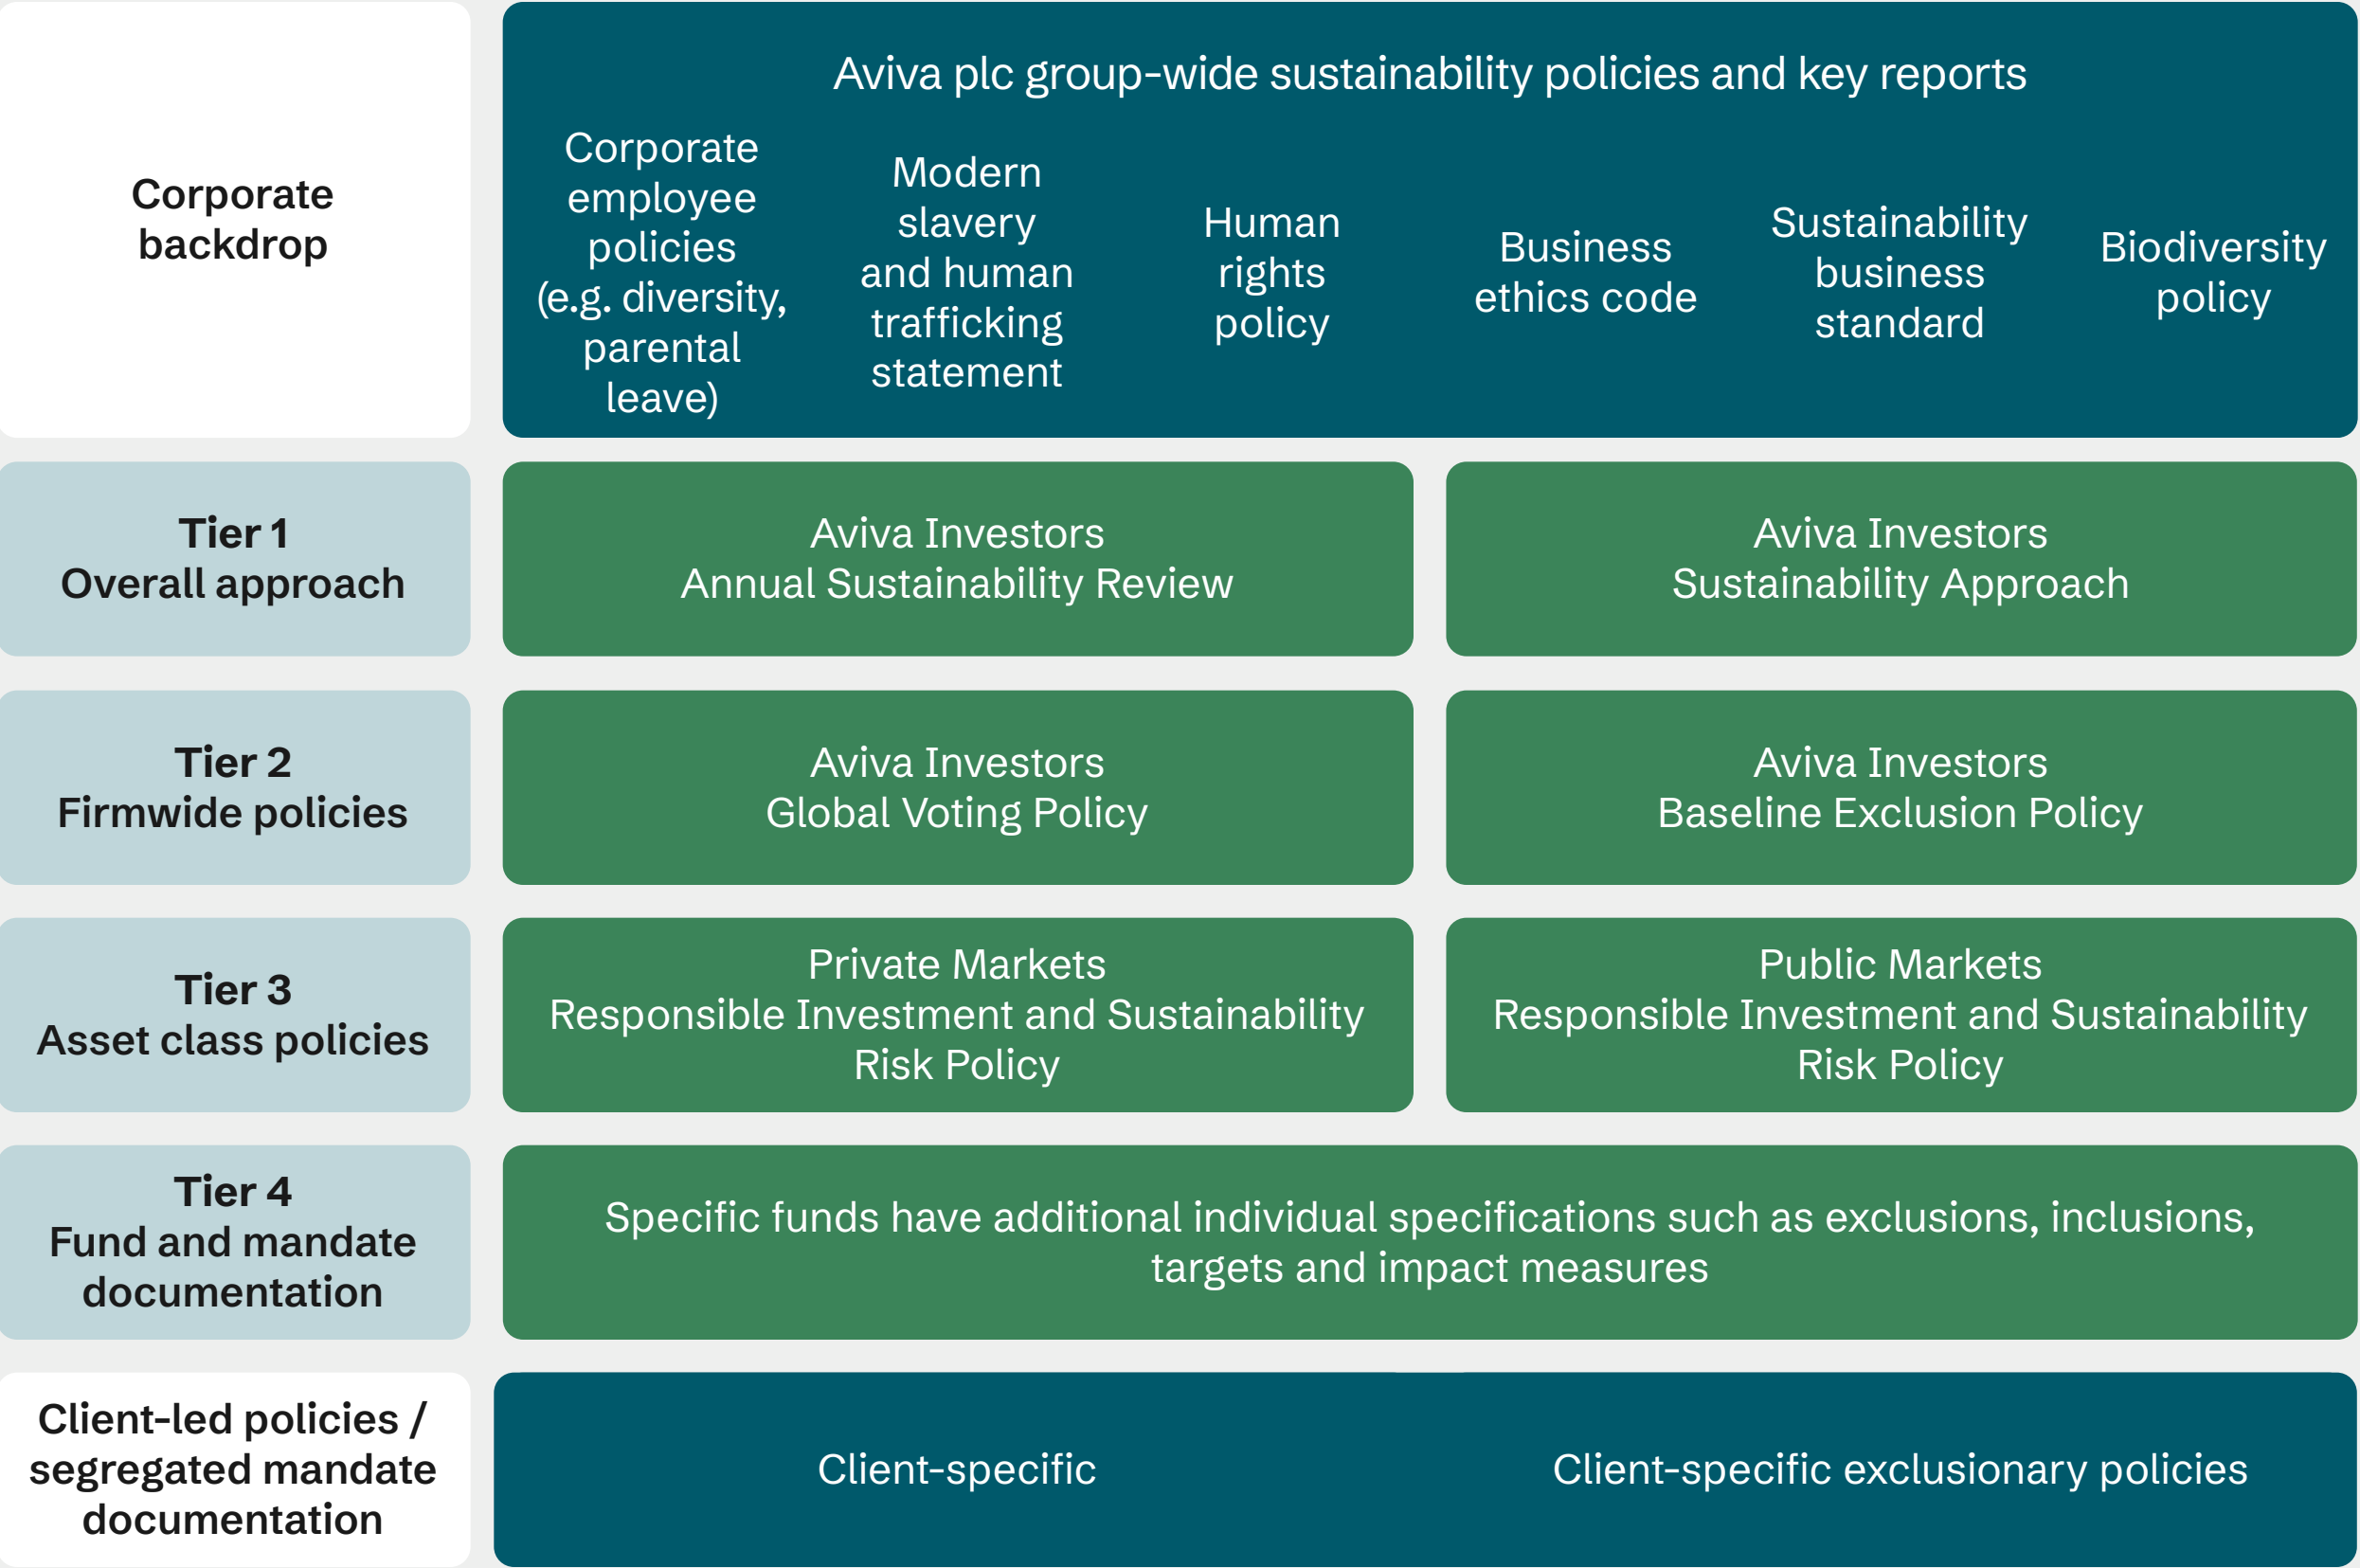 Corporate
backdrop
Aviva plc group-wide sustainability policies and key reports
Corporate
employee
policies
(e.g. diversity,
parental
leave)
Modern
slavery
and human
trafficking
statement
Human
rights
policy
Business
ethics code
Sustainability
business
standard
Biodiversity
policy
Tier 1
Overall approach
Aviva Investors
Annual Sustainability Review
Aviva Investors
Sustainability Approach
Tier 2
Firmwide policies
Aviva Investors
Global Voting Policy
Aviva Investors
Baseline Exclusion Policy
Tier 3
Asset class policies
Private Markets
Responsible Investment and Sustainability
Risk Policy
Public Markets
Responsible Investment and Sustainability
Risk Policy
Tier 4
Fund and mandate
documentation
Specific funds have additional individual specifications such as exclusions, inclusions,
targets and impact measures
Client-led policies /
segregated mandate
documentation
Client-specific
Client-specific exclusionary policies